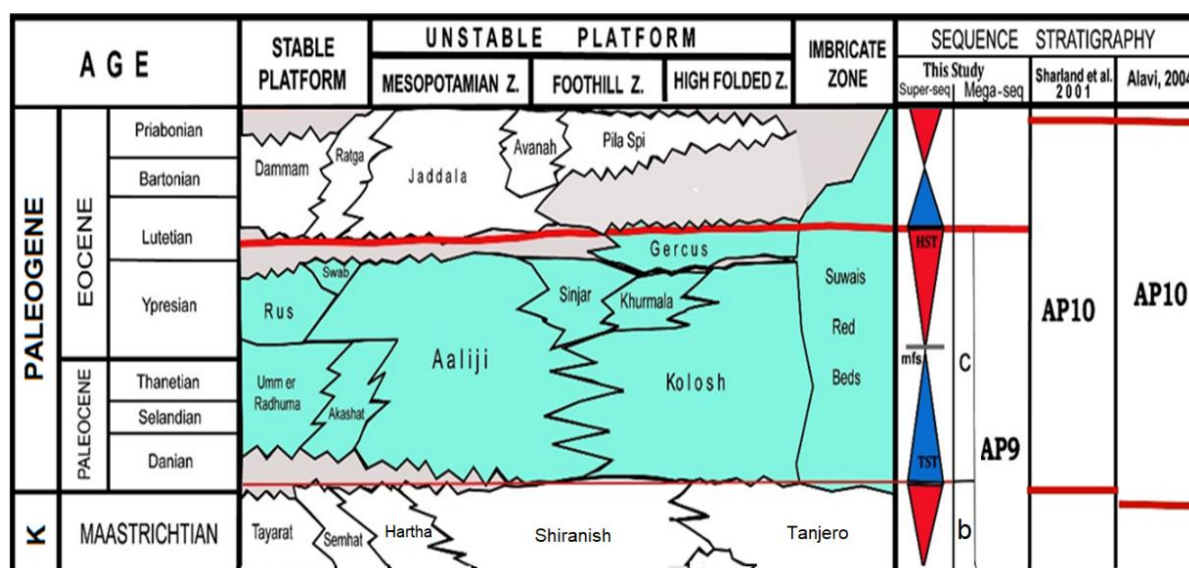 AGE
STABLE
PLATFORM
UNSTABLE PLATFORM
MESOPOTAMIAN Z.
FOOTHILL Z.
HIGH FOLDED Z.
IMBRICATE
ZONE
SEQUENCE STRATIGRAPHY
This Study
Super-seq
Mega-seq
Sharland et al.
2001
Alavi, 2004
PALEOGENE
EOCENE
Priabonian
Bartonian
Lutetian
Ypresian
PALEOCENE
Thanetian
Selandian
Danian
K
MAASTRICHTIAN
Dammam
Ratga
Jaddala
Avanah
Pila Spi
Gercus
Swab
Rus
Sinjar
Khurmala
Suwais
Red
Beds
Aaliji
Kolosh
Umm er
Radhuma
Akashat
Tayarat
Semhat
Hartha
Shiranish
Tanjero
HST
mfs
TST
c
b
AP9
AP10
AP10